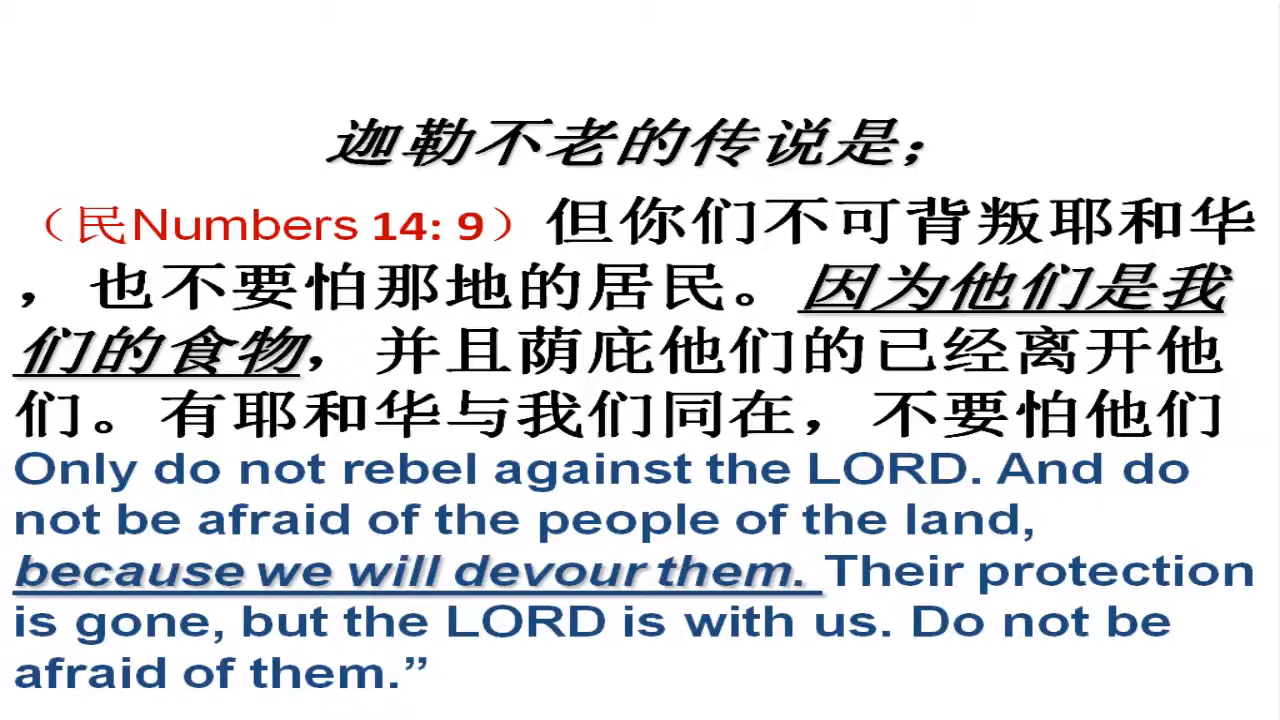 迦勒不老的传说是；
（民Numbers 14: 9）但你们不可背叛耶和华
，也不要怕那地的居民。因为他们是我
们的食物，并且荫庇他们的已经离开他
们。有耶和华与我们同在，不要怕他们
Only do not rebel against the LORD. And do
not be afraid of the people of the land,
because we will devour them. Their protection
is gone, but the LORD is with us. Do not be
afraid of them.”